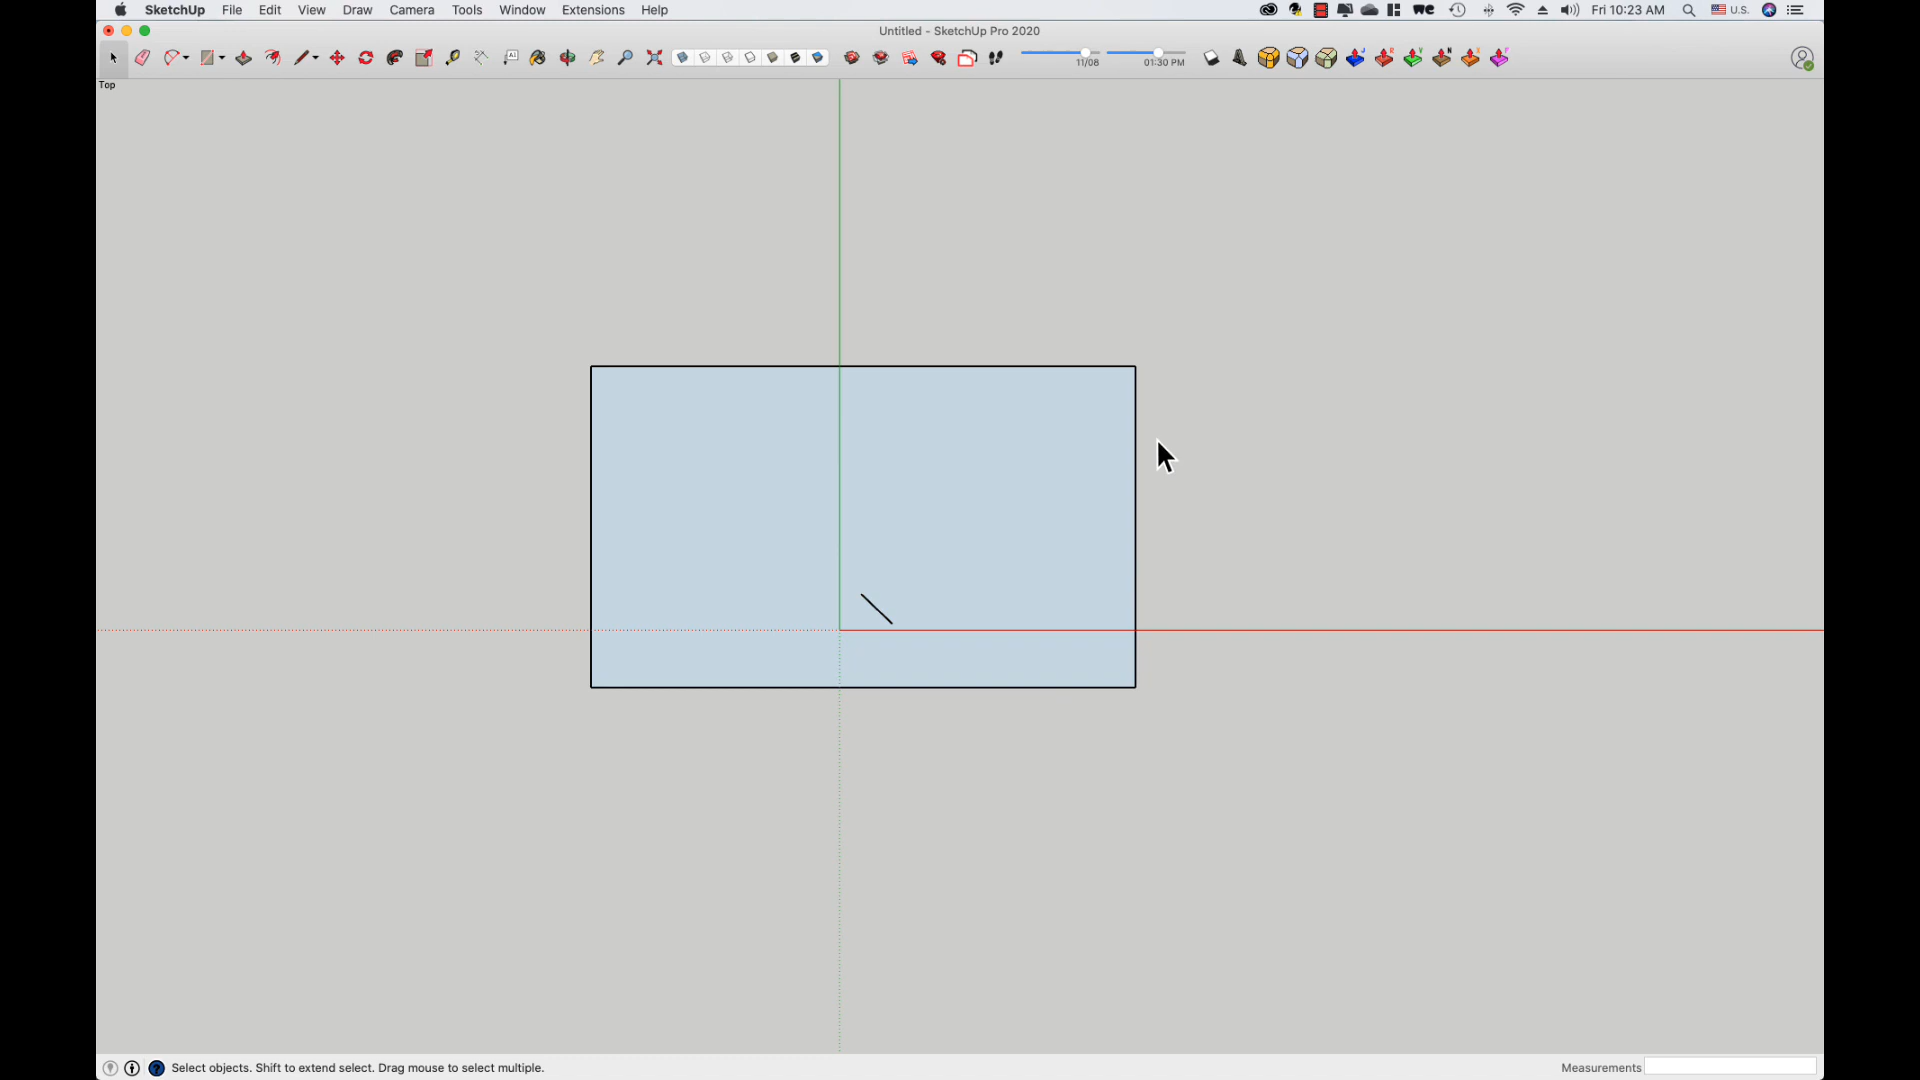 SketchUp File Edit View Draw Camera Tools Window Extensions Help
U.S. Fri 10:23 AM
Untitled - SketchUp Pro 2020
11/08 01:30 PM
Top
Select objects. Shift to extend select. Drag mouse to select multiple.
Measurements